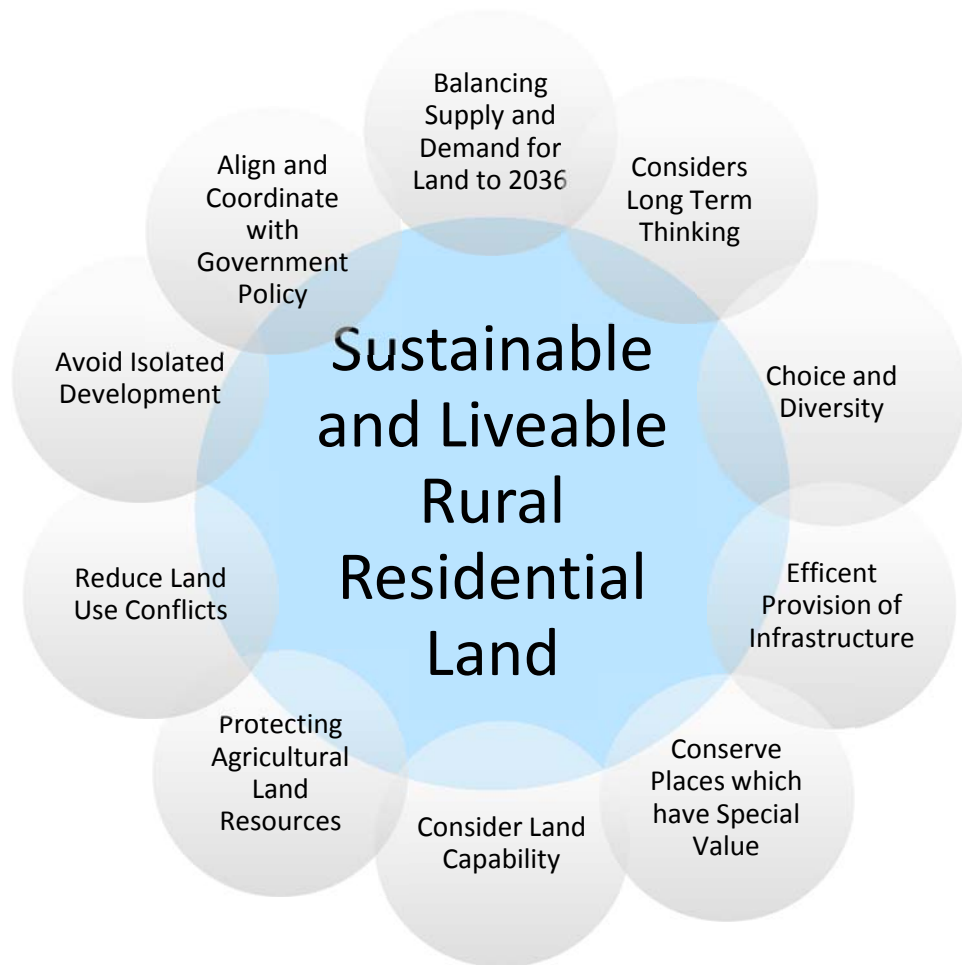 Balancing
Supply and
Demand for
Land to 2036
Considers
Long Term
Thinking
Choice and
Diversity
Efficent
Provision of
Infrastructure
Conserve
Places which
have Special
Value
Consider Land
Capability
Protecting
Agricultural
Land
Resources
Reduce Land
Use Conflicts
Avoid Isolated
Development
Align and
Coordinate
with
Government
Policy
Sustainable
and Liveable
Rural
Residential
Land